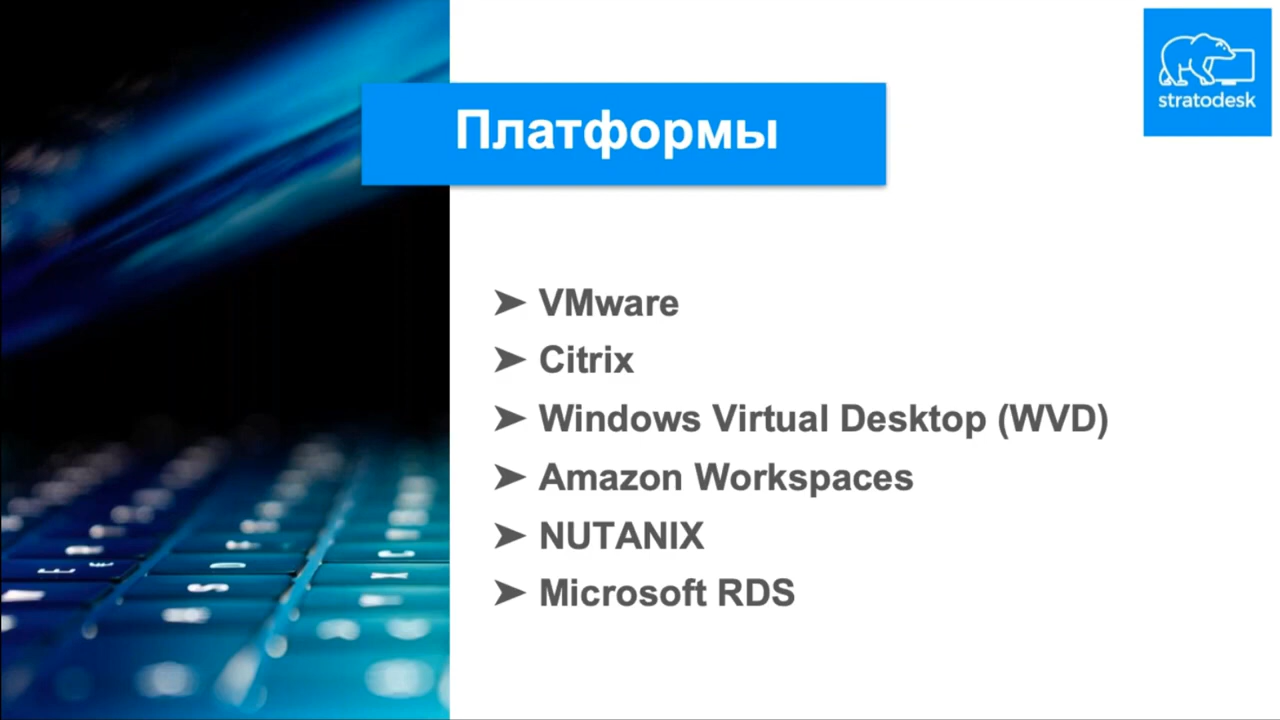 stratodesk
Платформы
➤ VMware
➤ Citrix
➤ Windows Virtual Desktop (WVD)
➤ Amazon Workspaces
➤ NUTANIX
➤ Microsoft RDS